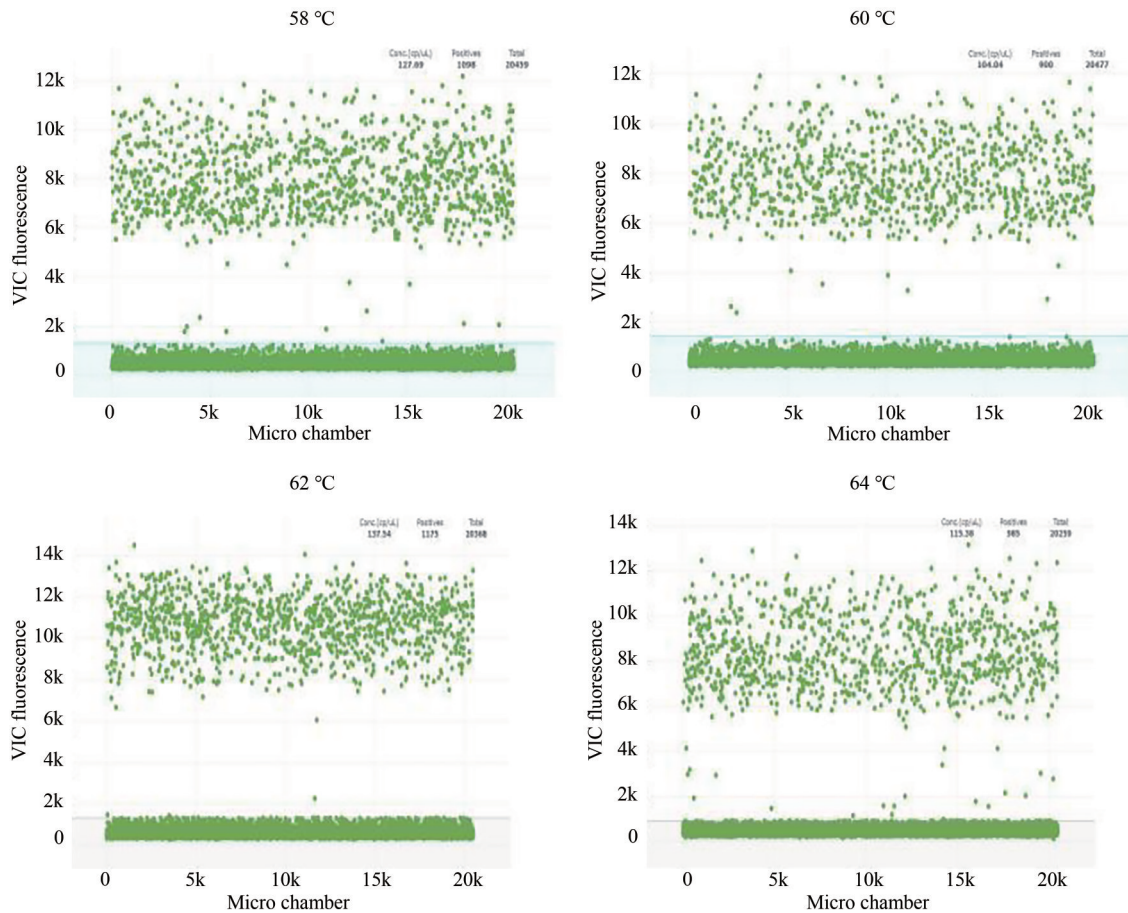 58 °C
Conc.(cp/uL) Positives Total
127.69 1098 20439
12k
10k
8k
6k
4k
2k
0
VIC fluorescence
0 5k 10k 15k 20k
Micro chamber
60 °C
Conc.(cp/uL) Positives Total
104.04 900 20477
12k
10k
8k
6k
4k
2k
0
VIC fluorescence
0 5k 10k 15k 20k
Micro chamber
62 °C
Conc.(cp/uL) Positives Total
137.54 1175 20368
14k
12k
10k
8k
6k
4k
2k
0
VIC fluorescence
0 5k 10k 15k 20k
Micro chamber
64 °C
Conc.(cp/uL) Positives Total
20259
14k
12k
10k
8k
6k
4k
2k
0
VIC fluorescence
0 5k 10k 15k 20k
Micro chamber